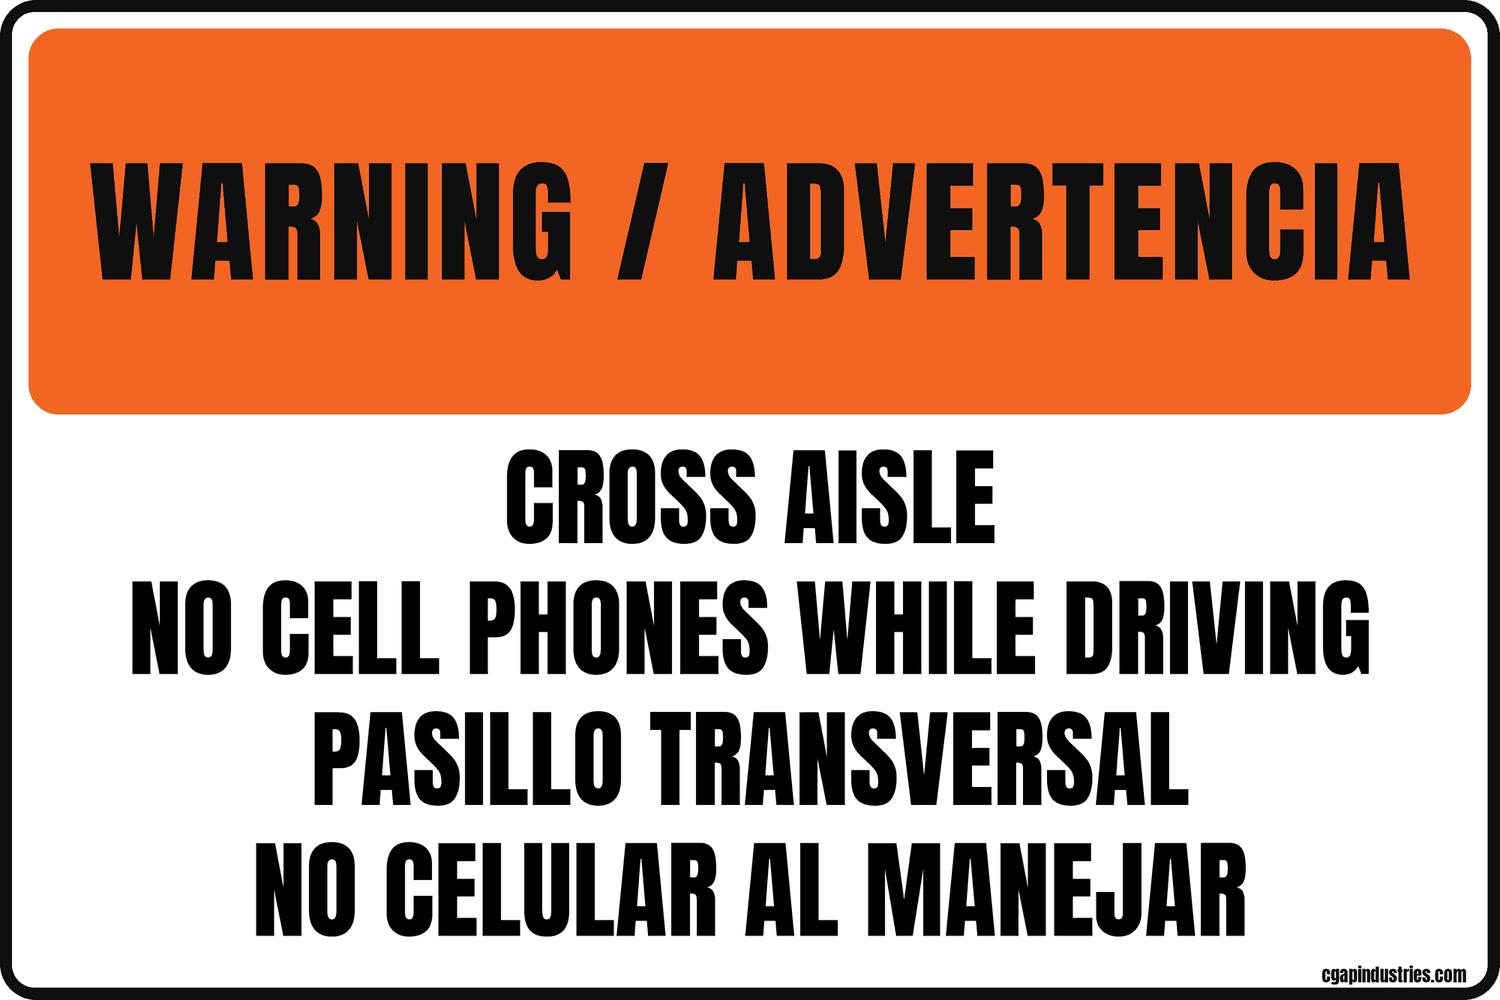 WARNING / ADVERTENCIA
CROSS AISLE
NO CELL PHONES WHILE DRIVING
PASILLO TRANSVERSAL
NO CELULAR AL MANEJAR
cgapindustries.com